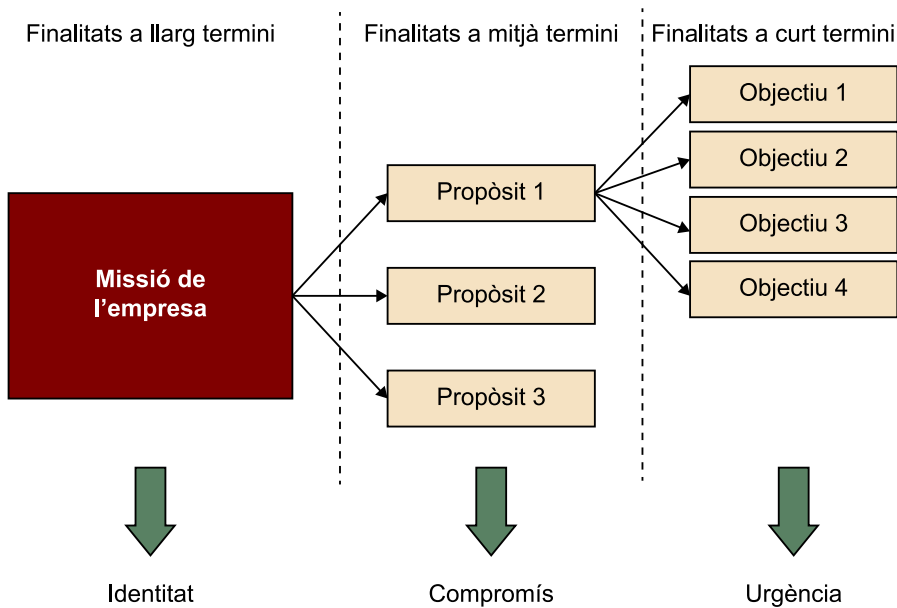 Finalitats a llarg termini
Finalitats a mitjà termini
Finalitats a curt termini
Missió de
l’empresa
Propòsit 1
Propòsit 2
Propòsit 3
Objectiu 1
Objectiu 2
Objectiu 3
Objectiu 4
Identitat
Compromís
Urgència